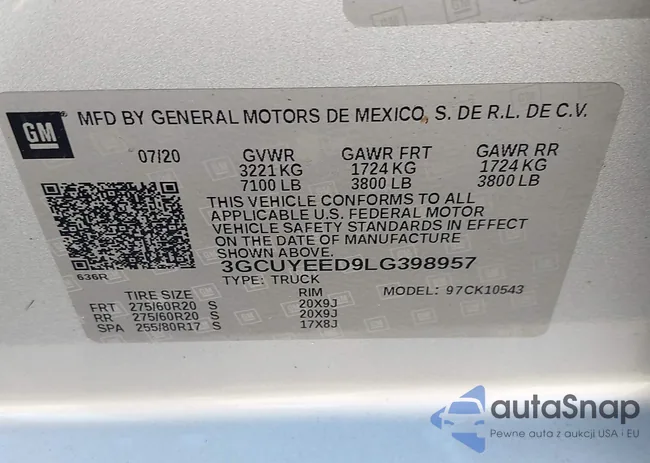 GM
MFD BY GENERAL MOTORS DE MEXICO, S. DE R.L. DE C.V.
07/20 GVWR GAWR FRT GAWR RR
3221 KG 1724 KG 1724 KG
7100 LB 3800 LB 3800 LB
THIS VEHICLE CONFORMS TO ALL
APPLICABLE U.S. FEDERAL MOTOR
VEHICLE SAFETY STANDARDS IN EFFECT
ON THE DATE OF MANUFACTURE
SHOWN ABOVE.
636R
3GCUYEED9LG398957
TYPE: TRUCK MODEL: 97CK10543
TIRE SIZE RIM
FRT 275/60R20 S 20X9J
RR 275/60R20 S 20X9J
SPA 255/80R17 S 17X8J
autoSnap
Pewne auta z aukcji USA i EU